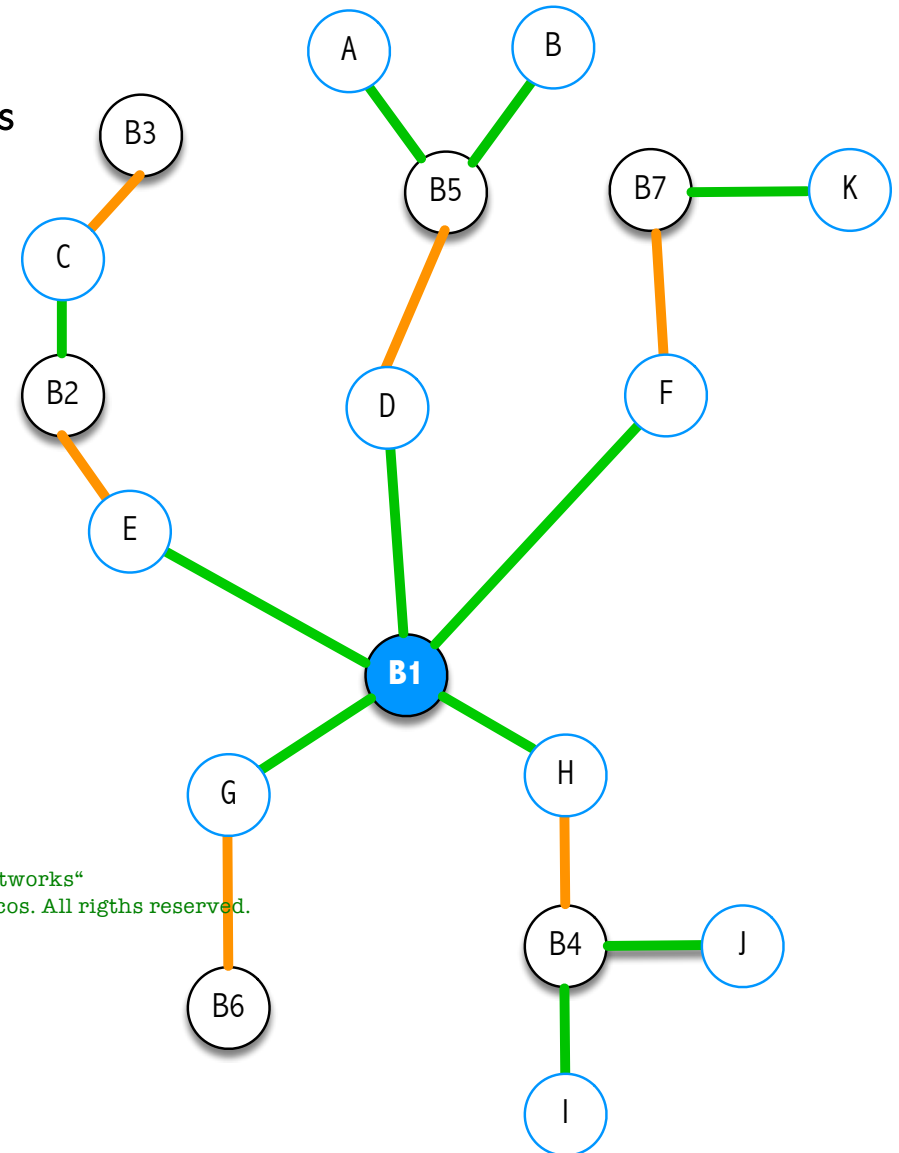 A
B
s
B3
B5
B7
K
C
B2
D
F
E
B1
G
H
tworks“
cos. All rigths reserved.
B4
J
B6
I